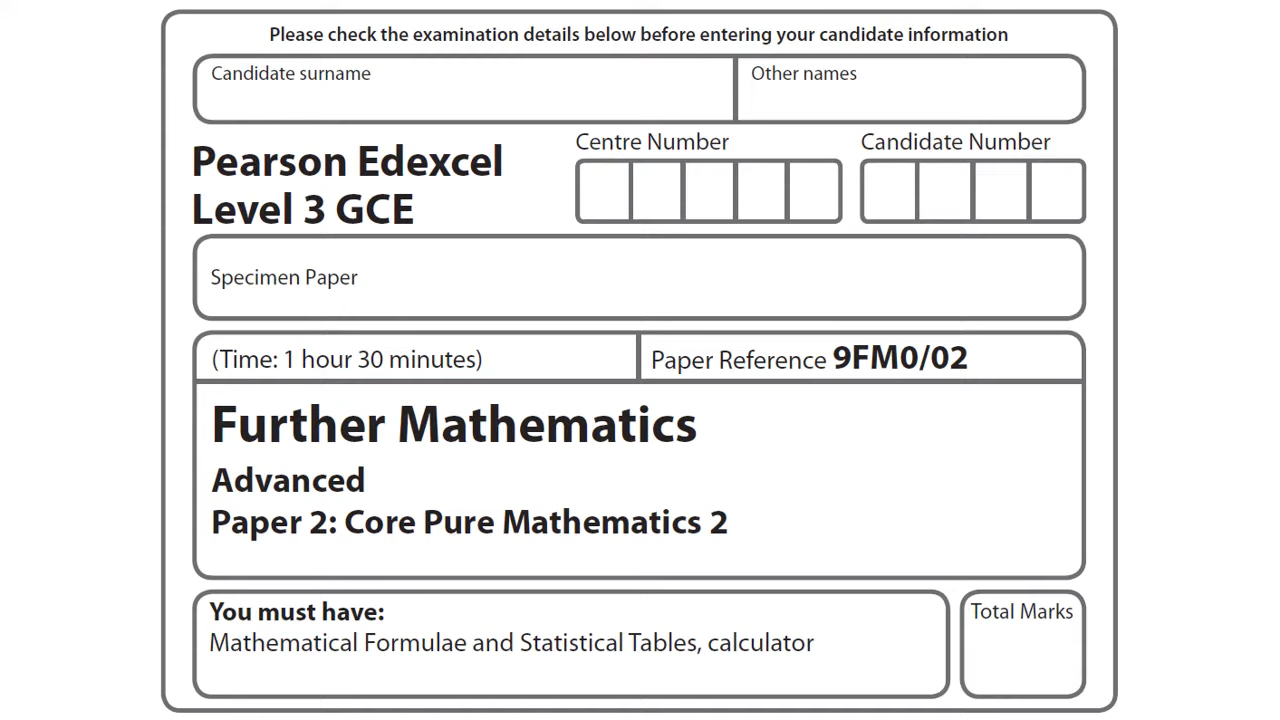 Please check the examination details below before entering your candidate information
Candidate surname
Other names
Pearson Edexcel
Level 3 GCE
Centre Number
Candidate Number
Specimen Paper
(Time: 1 hour 30 minutes)
Paper Reference 9FM0/02
Further Mathematics
Advanced
Paper 2: Core Pure Mathematics 2
You must have:
Mathematical Formulae and Statistical Tables, calculator
Total Marks